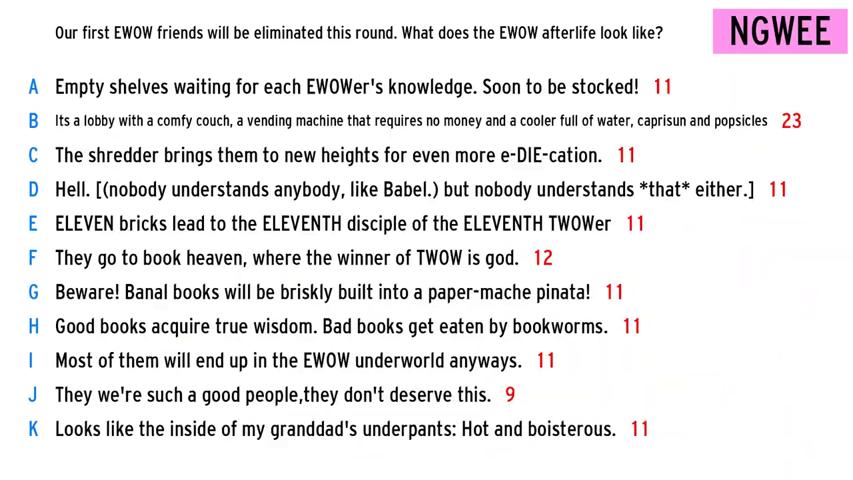 Our first EWOW friends will be eliminated this round. What does the EWOW afterlife look like?
NGWEE
A Empty shelves waiting for each EWOWer's knowledge. Soon to be stocked! 11
B Its a lobby with a comfy couch, a vending machine that requires no money and a cooler full of water, caprisun and popsicles 23
C The shredder brings them to new heights for even more e-DIE-cation. 11
D Hell. [(nobody understands anybody, like Babel.) but nobody understands *that* either.] 11
E ELEVEN bricks lead to the ELEVENTH disciple of the ELEVENTH TWOWer 11
F They go to book heaven, where the winner of TWOW is god. 12
G Beware! Banal books will be briskly built into a paper-mache pinata! 11
H Good books acquire true wisdom. Bad books get eaten by bookworms. 11
I Most of them will end up in the EWOW underworld anyways. 11
J They we're such a good people,they don't deserve this. 9
K Looks like the inside of my granddad's underpants: Hot and boisterous. 11